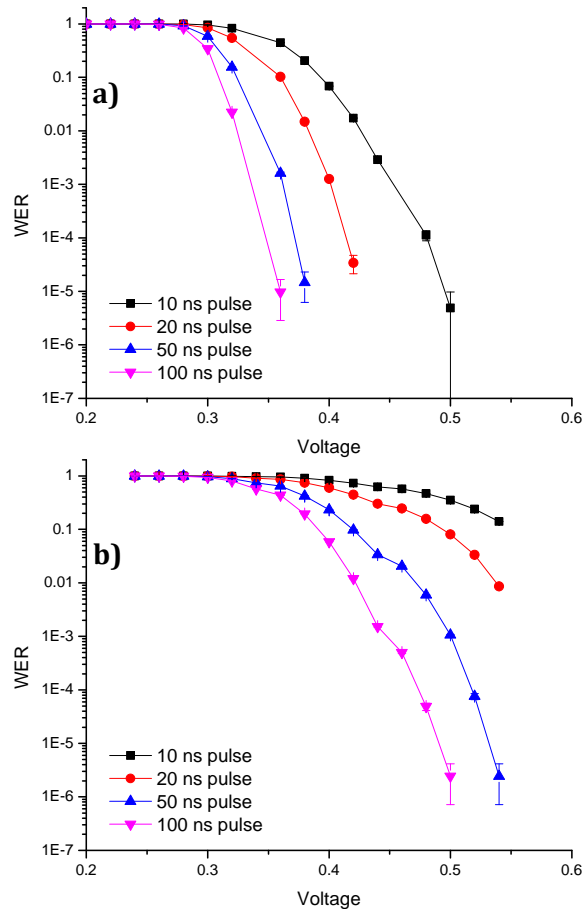 1
a)
0.1
0.01
1E-3
WER
1E-4
1E-5
1E-6
1E-7
10 ns pulse
20 ns pulse
50 ns pulse
100 ns pulse
0.2 0.3 0.4 0.5 0.6
Voltage
1
b)
0.1
0.01
1E-3
WER
1E-4
1E-5
1E-6
1E-7
10 ns pulse
20 ns pulse
50 ns pulse
100 ns pulse
0.2 0.3 0.4 0.5 0.6
Voltage